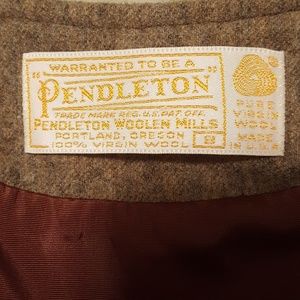 WARRANTED TO BE A
"PENDLETON"
TRADE MARK REG. U.S. PAT. OFF.
PENDLETON WOOLEN MILLS
PORTLAND, OREGON
100% VIRGIN WOOL
PURE
VIRGIN
WOOL
MADE
IN U.S.A.